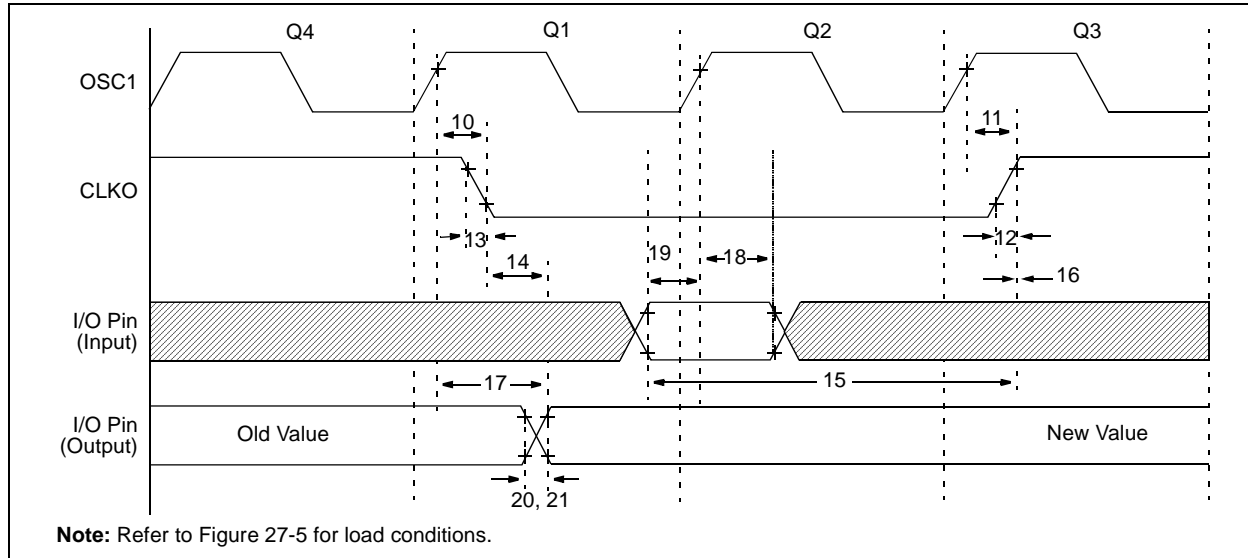 Q4 Q1 Q2 Q3
OSC1
10 11
CLKO
13 12
14 19 18 16
I/O Pin
(Input)
17 15
I/O Pin
(Output)
Old Value New Value
20, 21
Note: Refer to Figure 27-5 for load conditions.